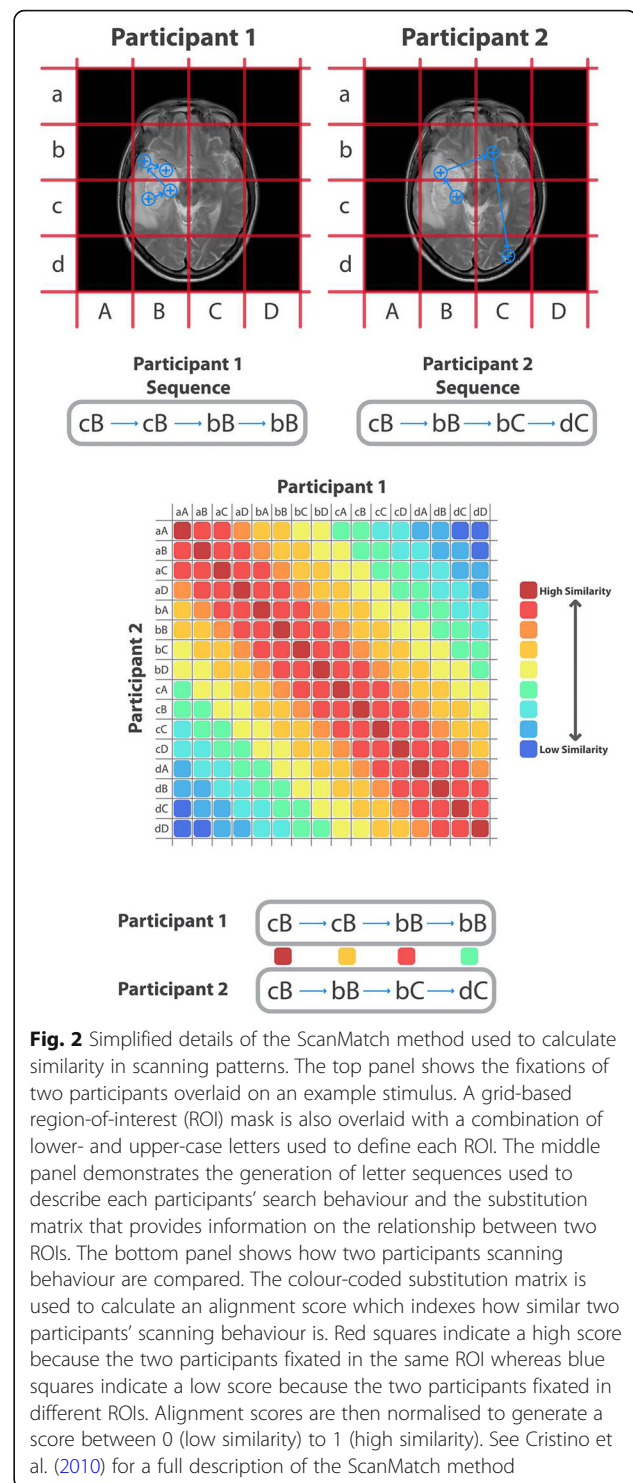 Participant 1
Participant 2
a
b
c
d
A B C D
a
b
c
d
A B C D
Participant 1
Sequence
cB → cB → bB → bB
Participant 2
Sequence
cB → bB → bC → dC
Participant 1
aA aB aC aD bA bB bC bD cA cB cC cD dA dB dC dD
Participant 2
aA
aB
aC
aD
bA
bB
bC
bD
cA
cB
cC
cD
dA
dB
dC
dD
High Similarity
Low Similarity
Participant 1
cB → cB → bB → bB
Participant 2
cB → bB → bC → dC
Fig. 2 Simplified details of the ScanMatch method used to calculate
similarity in scanning patterns. The top panel shows the fixations of
two participants overlaid on an example stimulus. A grid-based
region-of-interest (ROI) mask is also overlaid with a combination of
lower- and upper-case letters used to define each ROI. The middle
panel demonstrates the generation of letter sequences used to
describe each participants' search behaviour and the substitution
matrix that provides information on the relationship between two
ROIs. The bottom panel shows how two participants scanning
behaviour are compared. The colour-coded substitution matrix is
used to calculate an alignment score which indexes how similar two
participants' scanning behaviour is. Red squares indicate a high score
because the two participants fixated in the same ROI whereas blue
squares indicate a low score because the two participants fixated in
different ROIs. Alignment scores are then normalised to generate a
score between 0 (low similarity) to 1 (high similarity). See Cristino et
al. (2010) for a full description of the ScanMatch method